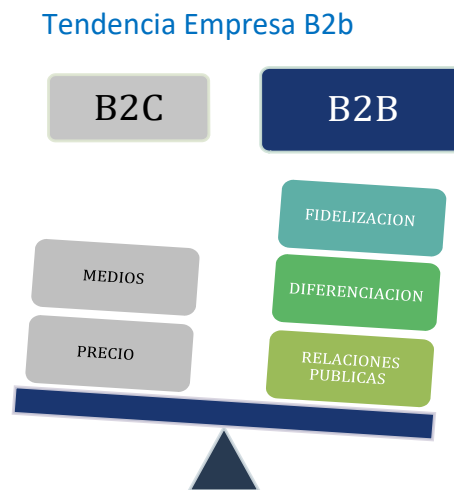 Tendencia Empresa B2b
B2C
B2B
FIDELIZACION
DIFERENCIACION
RELACIONES
PUBLICAS
MEDIOS
PRECIO